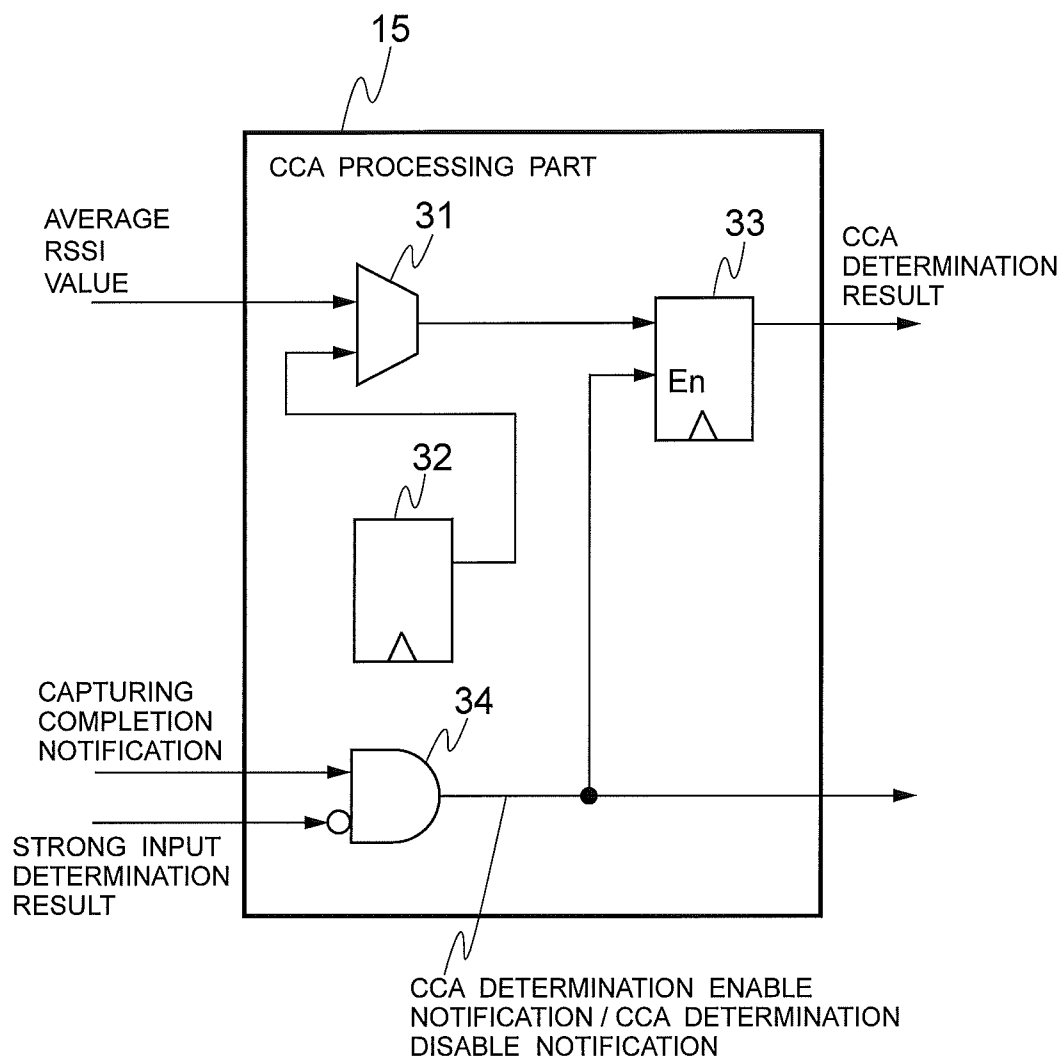 15
CCA PROCESSING PART
AVERAGE
RSSI
VALUE
31
33
CCA
DETERMINATION
RESULT
En
32
CAPTURING
COMPLETION
NOTIFICATION
34
STRONG INPUT
DETERMINATION
RESULT
CCA DETERMINATION ENABLE
NOTIFICATION / CCA DETERMINATION
DISABLE NOTIFICATION